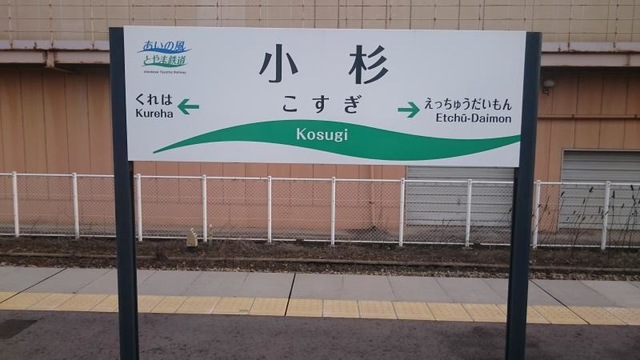 あいの風
とやま鉄道
小杉
こすぎ
くれは
Kureha
えっちゅうだいもん
Etchū-Daimon
Kosugi